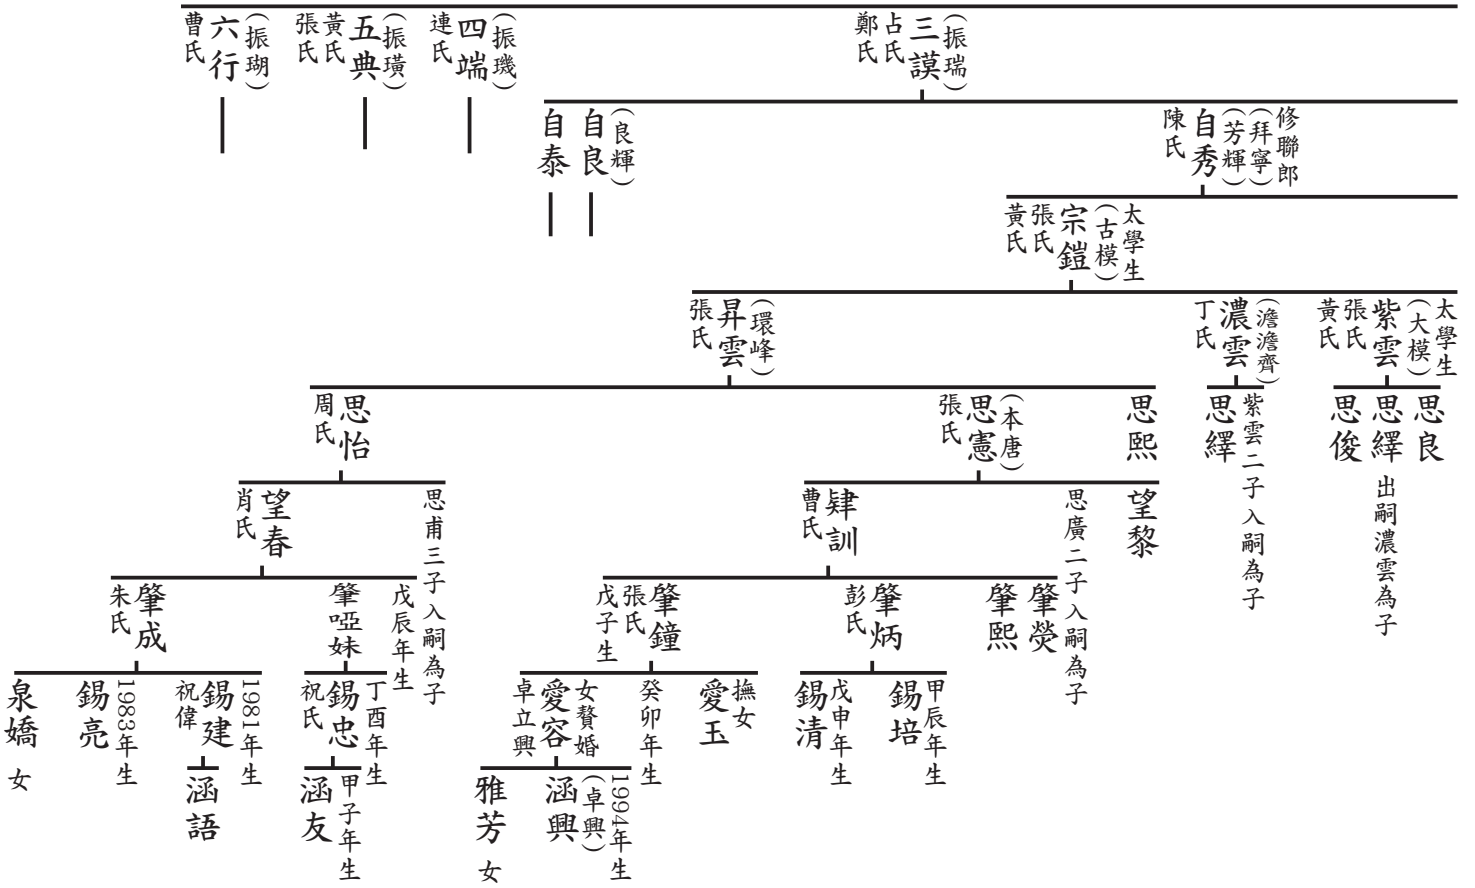 (振瑞)
三謨
占氏
鄭氏
(振璣)
四端
連氏
(振璜)
五典
黃氏
張氏
(振瑚)
六行
曹氏
修聯郎
(拜寧)
(芳輝)
自秀
陳氏
(良輝)
自良
自泰
太學生
(古模)
宗鎧
張氏
黃氏
太學生
(大模)
紫雲
張氏
黃氏
(澹澹齊)
濃雲
丁氏
(環峰)
昇雲
張氏
思良
思繹 出嗣濃雲為子
思俊
紫雲二子入嗣為子
思繹
思熙
(本唐)
思憲
張氏
思怡
周氏
望黎
思廣二子入嗣為子
肄訓
曹氏
思甫三子入嗣為子
望春
肖氏
肇熒
肇熙
肇炳
彭氏
肇鐘
張氏
戊子生
戊辰年生
肇啞妹
肇成
朱氏
甲辰年生
錫培
戊申年生
錫清
撫女
愛玉
癸卯年生
女贅婚
愛容
卓立興
丁酉年生
錫忠
祝氏
1981年生
錫建
祝偉
1983年生
錫亮
泉嬌 女
1994年生
(卓興)
涵興
雅芳 女
甲子年生
涵友
涵語